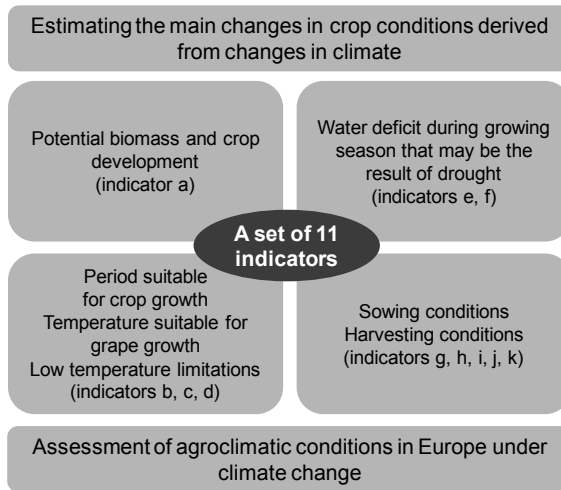 Estimating the main changes in crop conditions derived
from changes in climate
Potential biomass and crop
development
(indicator a)
Water deficit during growing
season that may be the
result of drought
(indicators e, f)
A set of 11
indicators
Period suitable
for crop growth
Temperature suitable for
grape growth
Low temperature limitations
(indicators b, c, d)
Sowing conditions
Harvesting conditions
(indicators g, h, i, j, k)
Assessment of agroclimatic conditions in Europe under
climate change